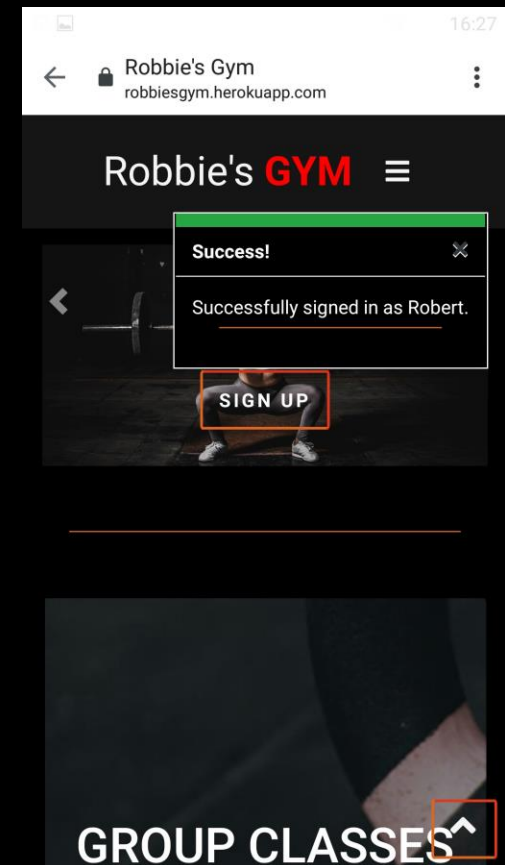 16:27
Robbie's Gym
robbiesgym.herokuapp.com
Robbie's GYM
Success!
Successfully signed in as Robert.
SIGN UP
GROUP CLASSES